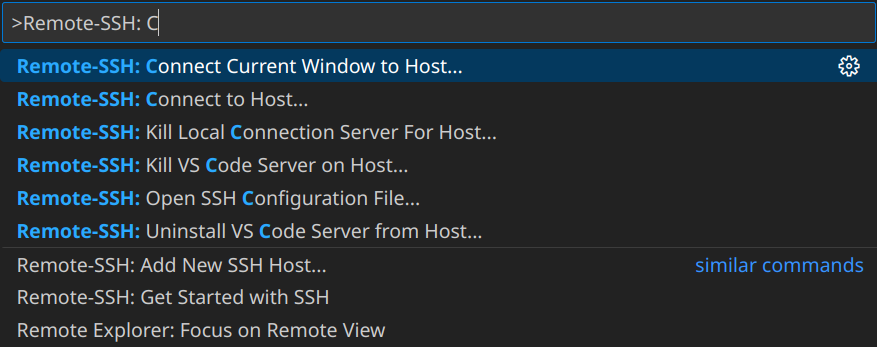 >Remote-SSH: C
Remote-SSH: Connect Current Window to Host...
Remote-SSH: Connect to Host...
Remote-SSH: Kill Local Connection Server For Host...
Remote-SSH: Kill VS Code Server on Host...
Remote-SSH: Open SSH Configuration File...
Remote-SSH: Uninstall VS Code Server from Host...
Remote-SSH: Add New SSH Host... similar commands
Remote-SSH: Get Started with SSH
Remote Explorer: Focus on Remote View